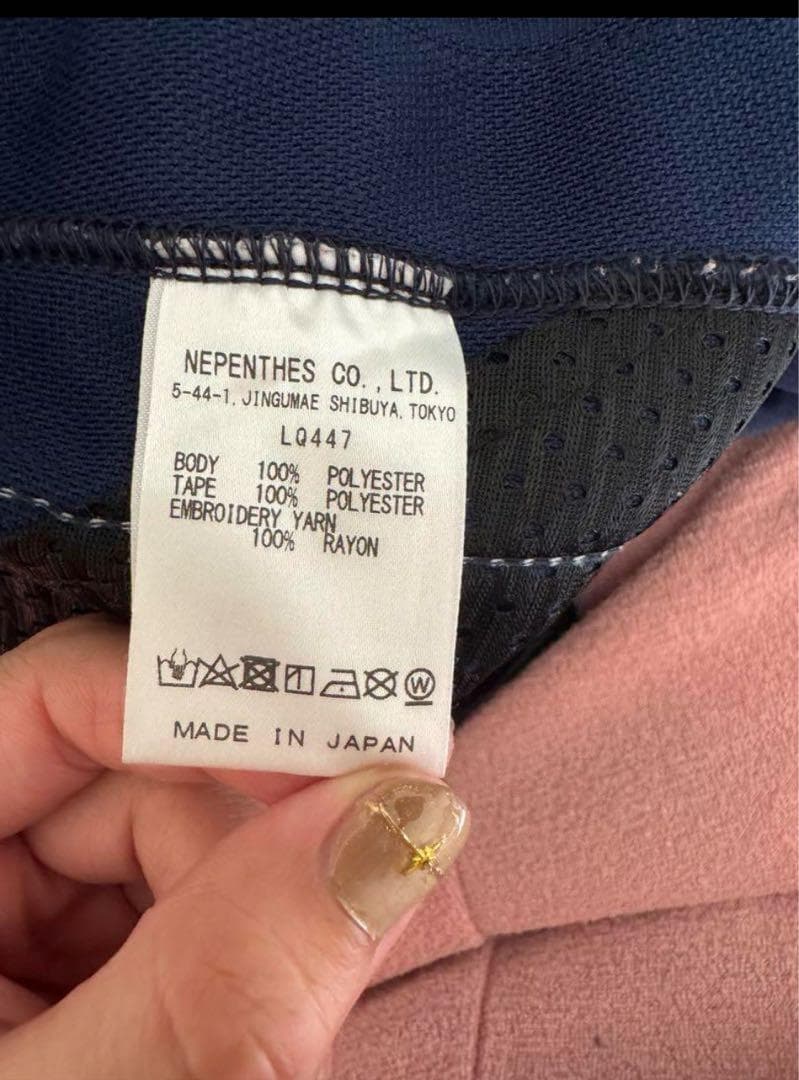 NEPENTHES CO., LTD.
5-44-1, JINGUMAE SHIBUYA, TOKYO
LQ447
BODY 100% POLYESTER
TAPE 100% POLYESTER
EMBROIDERY YARN
100% RAYON
W
MADE IN JAPAN